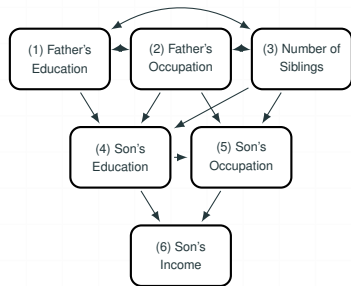 (1) Father's
Education
(2) Father's
Occupation
(3) Number of
Siblings
(4) Son's
Education
(5) Son's
Occupation
(6) Son's
Income